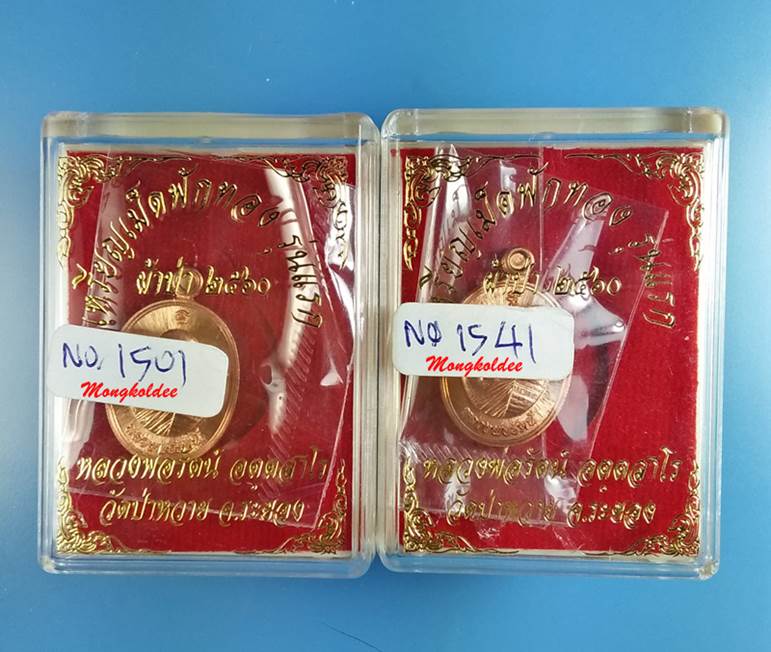 เหรียญเม็ดฟักทอง รุ่นแรก
ผ้าป่า ๒๕๖๐
NO. 1501
Mongkoldee
หลวงพ่อรัตน์ อตฺตสาโร
วัดป่าหวาย จ.ระยอง
เหรียญเม็ดฟักทอง รุ่นแรก
ผ้าป่า ๒๕๖๐
NO 1541
Mongkoldee
หลวงพ่อรัตน์ อตฺตสาโร
วัดป่าหวาย จ.ระยอง